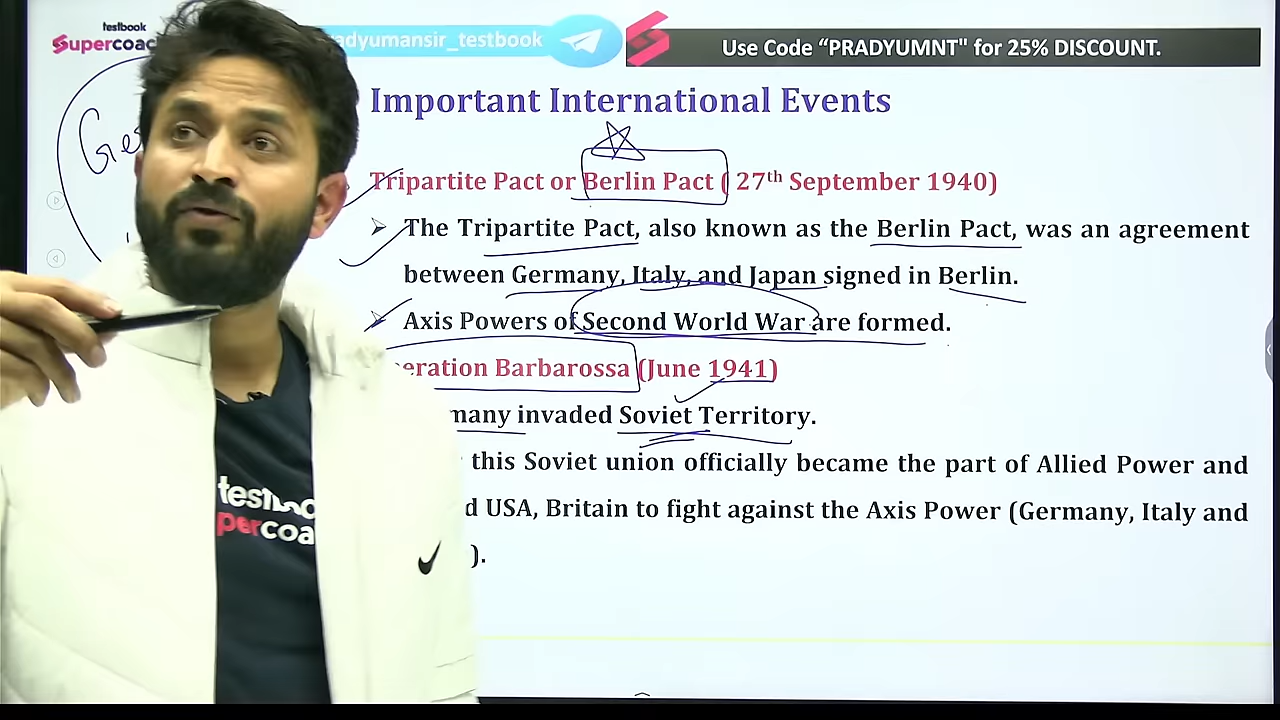 testbook
Supercoac
adyumansir_testbook
Use Code “PRADYUMNT" for 25% DISCOUNT.
Important International Events
Ge
Tripartite Pact or Berlin Pact ( 27th September 1940)
The Tripartite Pact, also known as the Berlin Pact, was an agreement
between Germany, Italy, and Japan signed in Berlin.
Axis Powers of Second World War are formed.
eration Barbarossa (June 1941)
many invaded Soviet Territory.
this Soviet union officially became the part of Allied Power and
d USA, Britain to fight against the Axis Power (Germany, Italy and
).
testboo
percoa